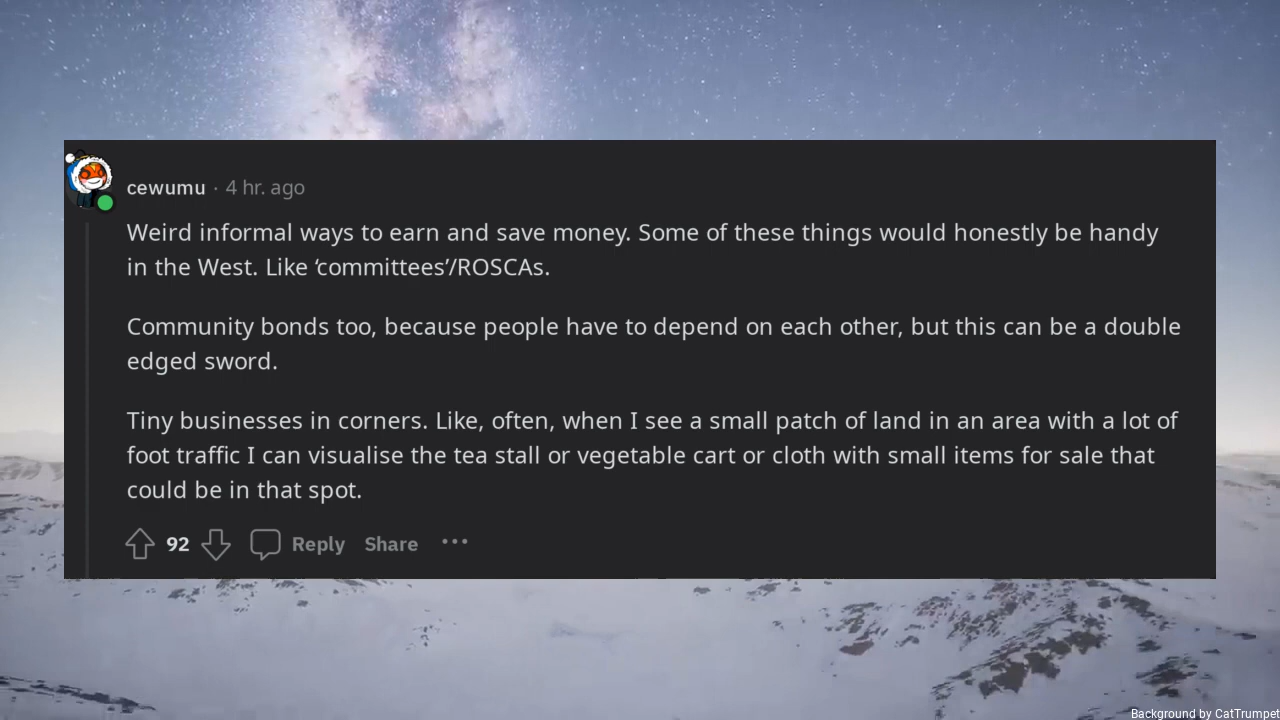 cewumu · 4 hr. ago
Weird informal ways to earn and save money. Some of these things would honestly be handy
in the West. Like ‘committees’/ROSCAs.
Community bonds too, because people have to depend on each other, but this can be a double
edged sword.
Tiny businesses in corners. Like, often, when I see a small patch of land in an area with a lot of
foot traffic I can visualise the tea stall or vegetable cart or cloth with small items for sale that
could be in that spot.
92 Reply Share •••
Background by CatTrumpet